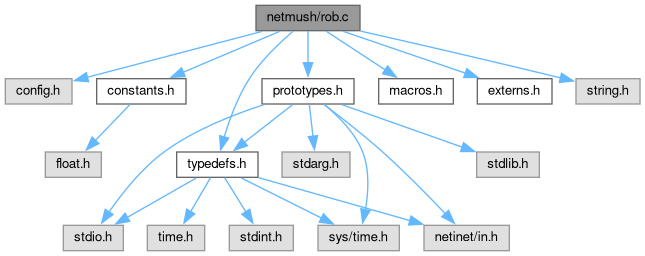 netmush/rob.c
config.h
constants.h
prototypes.h
macros.h
externs.h
string.h
float.h
typedefs.h
stdarg.h
stdlib.h
stdio.h
time.h
stdint.h
sys/time.h
netinet/in.h